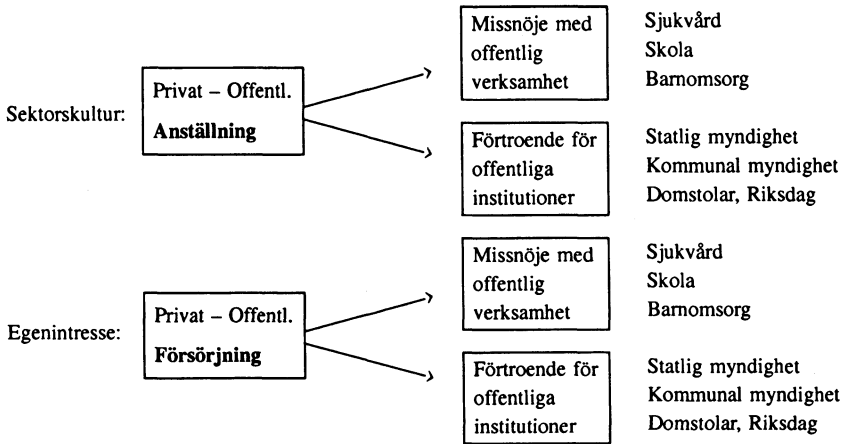 Sektorskultur:
Privat – Offentl.
Anställning
Missnöje med
offentlig
verksamhet
Sjukvård
Skola
Barnomsorg
Förtroende för
offentliga
institutioner
Statlig myndighet
Kommunal myndighet
Domstolar, Riksdag
Egenintresse:
Privat – Offentl.
Försörjning
Missnöje med
offentlig
verksamhet
Sjukvård
Skola
Barnomsorg
Förtroende för
offentliga
institutioner
Statlig myndighet
Kommunal myndighet
Domstolar, Riksdag